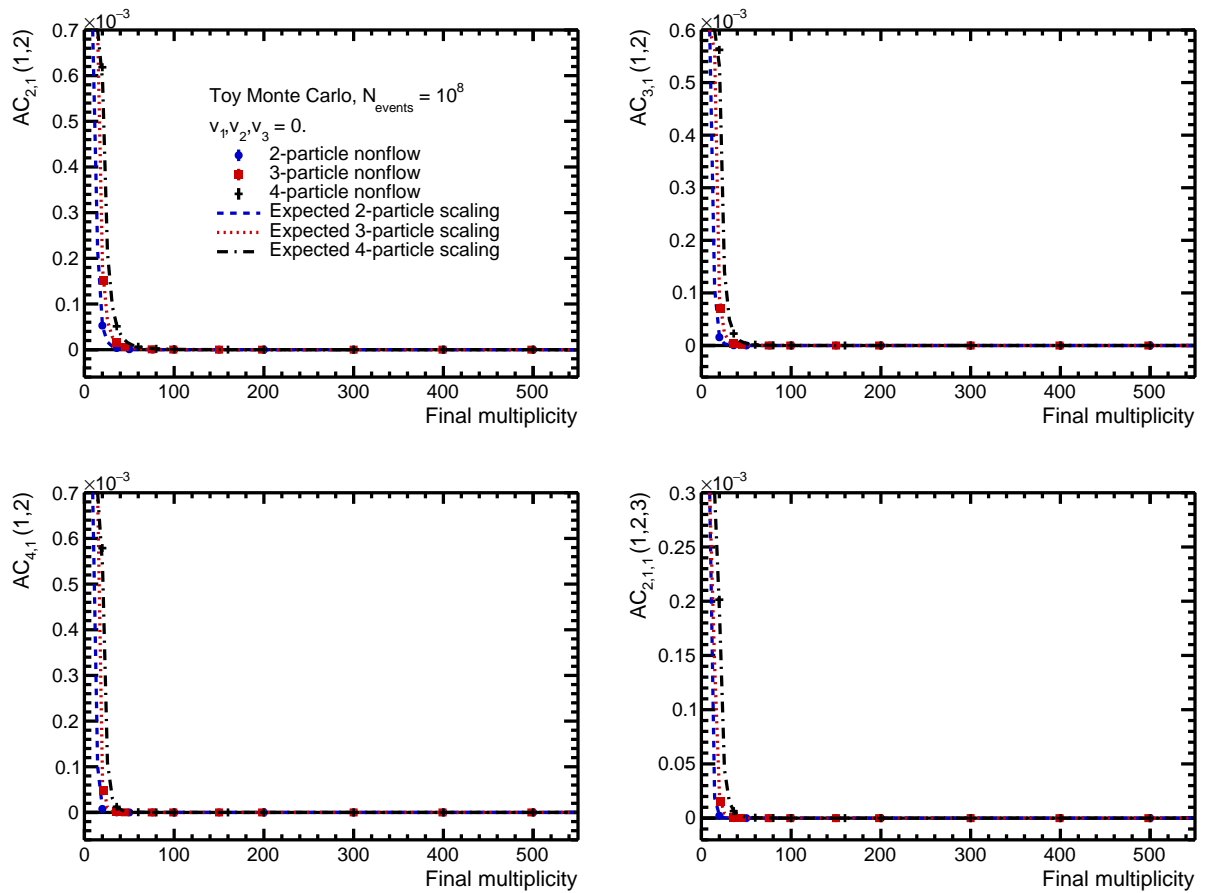 ×10⁻³
AC₂,₁ (1,2)
0.7
0.6
0.5
0.4
0.3
0.2
0.1
0
Toy Monte Carlo, N_events = 10⁸
v₁,v₂,v₃ = 0.
2-particle nonflow
3-particle nonflow
4-particle nonflow
Expected 2-particle scaling
Expected 3-particle scaling
Expected 4-particle scaling
0 100 200 300 400 500
Final multiplicity
×10⁻³
AC₃,₁ (1,2)
0.6
0.5
0.4
0.3
0.2
0.1
0
0 100 200 300 400 500
Final multiplicity
×10⁻³
AC₄,₁ (1,2)
0.7
0.6
0.5
0.4
0.3
0.2
0.1
0
0 100 200 300 400 500
Final multiplicity
×10⁻³
AC₂,₁,₁ (1,2,3)
0.3
0.25
0.2
0.15
0.1
0.05
0
0 100 200 300 400 500
Final multiplicity